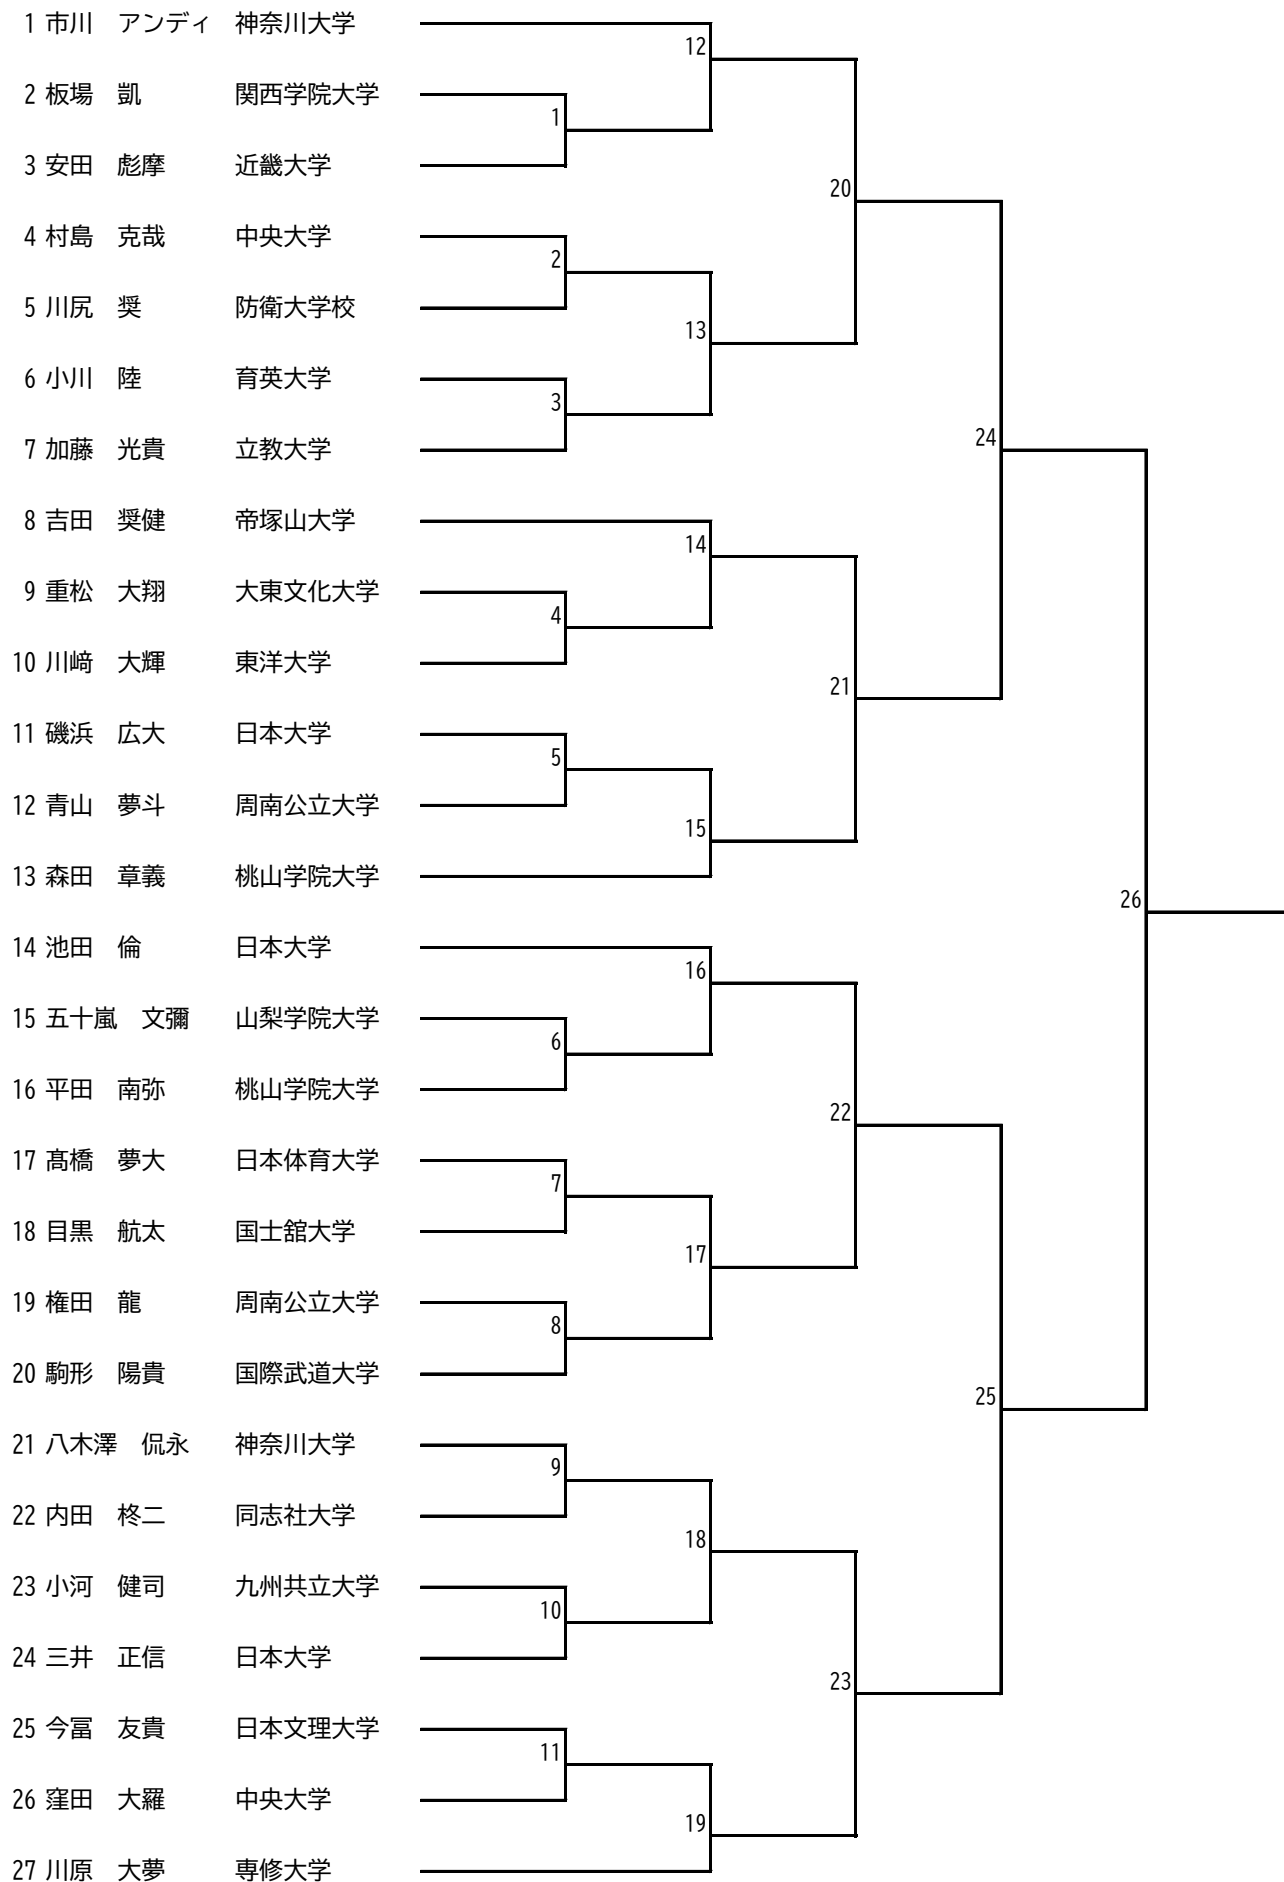 1 市川　アンディ　神奈川大学
12
2 板場　凱　関西学院大学
1
3 安田　彪摩　近畿大学
20
4 村島　克哉　中央大学
2
5 川尻　奨　防衛大学校
13
6 小川　陸　育英大学
3
7 加藤　光貴　立教大学
24
8 吉田　奨健　帝塚山大学
14
9 重松　大翔　大東文化大学
4
10 川﨑　大輝　東洋大学
21
11 磯浜　広大　日本大学
5
12 青山　夢斗　周南公立大学
15
13 森田　章義　桃山学院大学
26
14 池田　倫　日本大学
16
15 五十嵐　文彌　山梨学院大学
6
16 平田　南弥　桃山学院大学
22
17 髙橋　夢大　日本体育大学
7
18 目黒　航太　国士舘大学
17
19 権田　龍　周南公立大学
8
20 駒形　陽貴　国際武道大学
25
21 八木澤　侃永　神奈川大学
9
22 内田　柊二　同志社大学
18
23 小河　健司　九州共立大学
10
24 三井　正信　日本大学
23
25 今冨　友貴　日本文理大学
11
26 窪田　大羅　中央大学
19
27 川原　大夢　専修大学